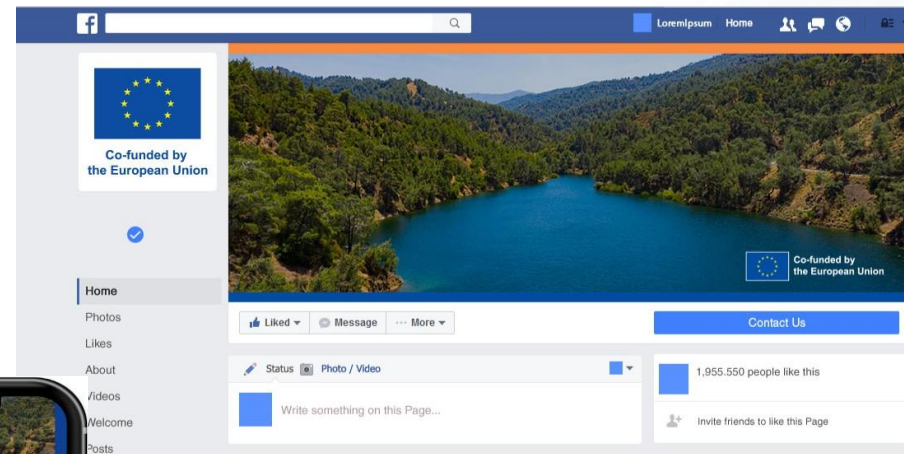 f
LoremIpsum Home
Co-funded by
the European Union
Co-funded by
the European Union
Home
Photos
Likes
About
Videos
Welcome
Posts
Liked Message ··· More
Contact Us
Status Photo / Video
Write something on this Page...
1,955.550 people like this
Invite friends to like this Page